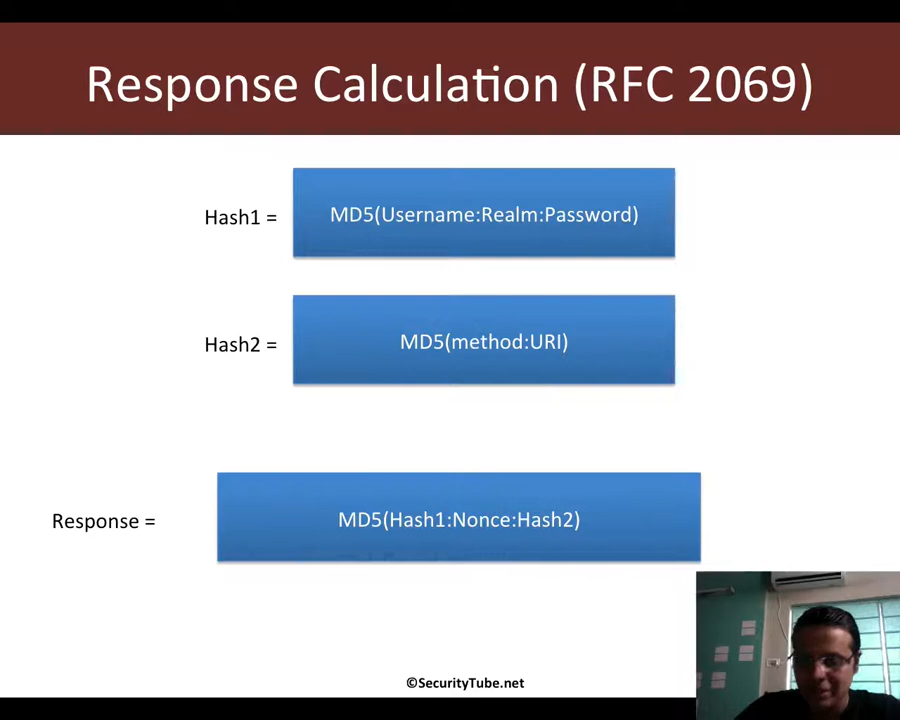 Response Calculation (RFC 2069)
Hash1 =
MD5(Username:Realm:Password)
Hash2 =
MD5(method:URI)
Response =
MD5(Hash1:Nonce:Hash2)
©SecurityTube.net